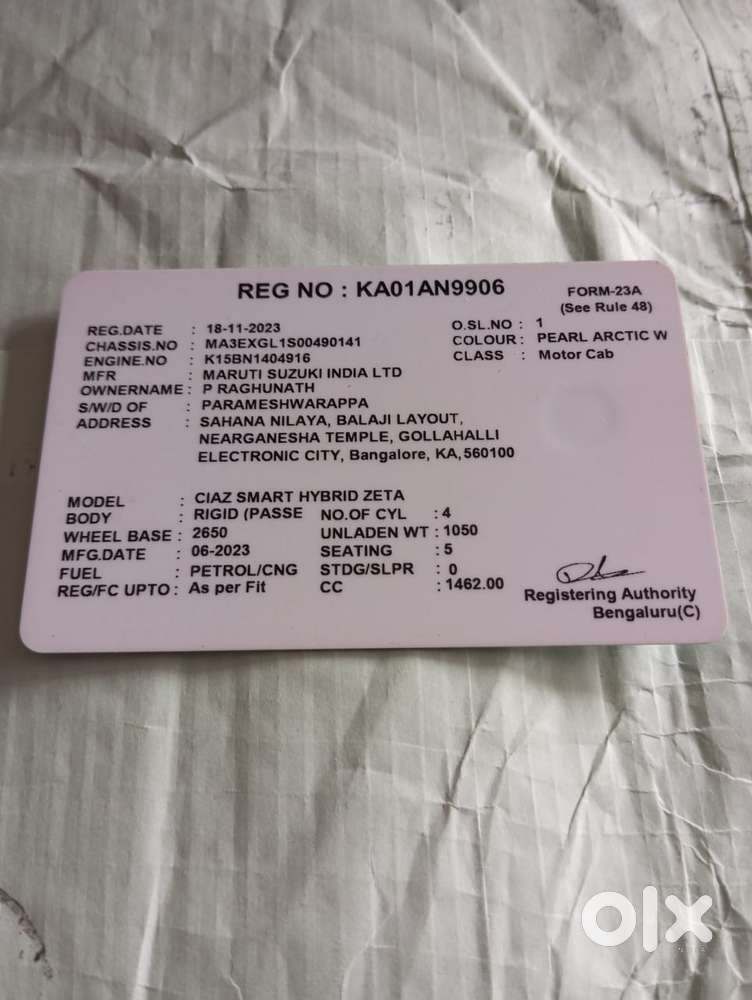 REG NO : KA01AN9906
FORM-23A
(See Rule 48)
REG.DATE : 18-11-2023 O.SL.NO : 1
CHASSIS.NO : MA3EXGL1S00490141 COLOUR : PEARL ARCTIC W
ENGINE.NO : K15BN1404916 CLASS : Motor Cab
MFR : MARUTI SUZUKI INDIA LTD
OWNERNAME : P RAGHUNATH
S/W/D OF : PARAMESHWARAPPA
ADDRESS : SAHANA NILAYA, BALAJI LAYOUT,
NEARGANESHA TEMPLE, GOLLAHALLI
ELECTRONIC CITY, Bangalore, KA,560100
MODEL : CIAZ SMART HYBRID ZETA
BODY : RIGID (PASSE NO.OF CYL : 4
WHEEL BASE : 2650 UNLADEN WT : 1050
MFG.DATE : 06-2023 SEATING : 5
FUEL : PETROL/CNG STDG/SLPR : 0
REG/FC UPTO : As per Fit CC : 1462.00
Registering Authority
Bengaluru(C)
olx